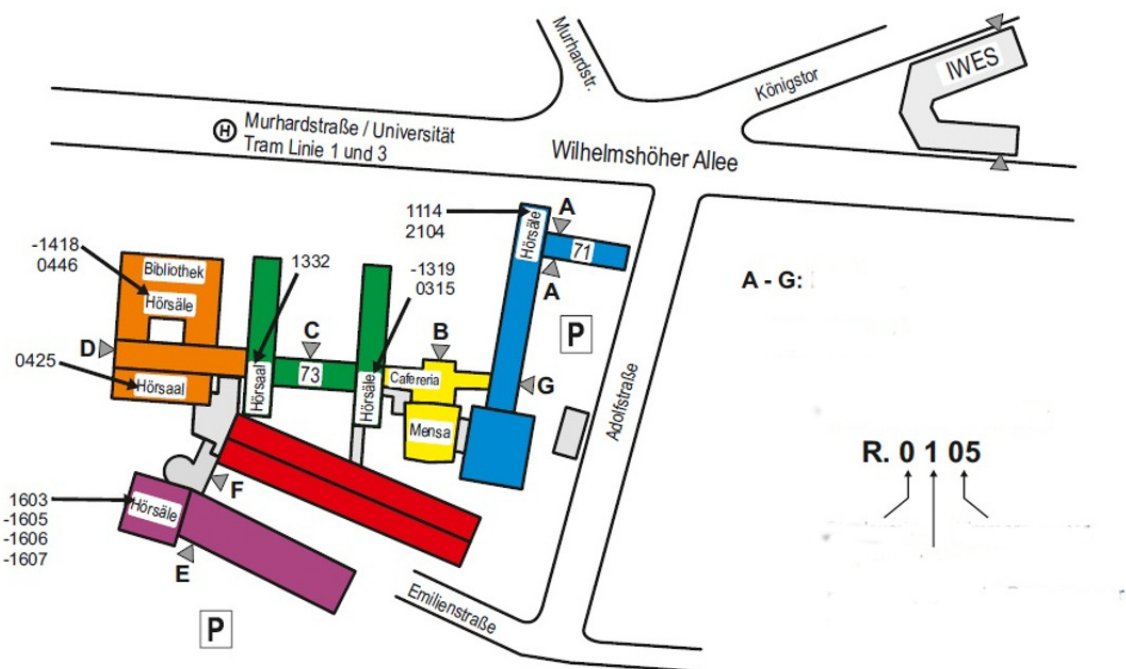 Murhardstr.
Königstor
IWES
H
Murhardstraße / Universität
Tram Linie 1 und 3
Wilhelmshöher Allee
1114
2104
Hörsäle
A
71
A
A - G:
-1418
0446
Bibliothek
Hörsäle
1332
-1319
0315
P
D
C
B
0425
Hörsaal
Hörsaal
73
Hörsäle
Cafereria
G
Mensa
Adolfstraße
R. 0 1 05
F
1603
-1605
-1606
-1607
Hörsäle
E
P
Emilienstraße